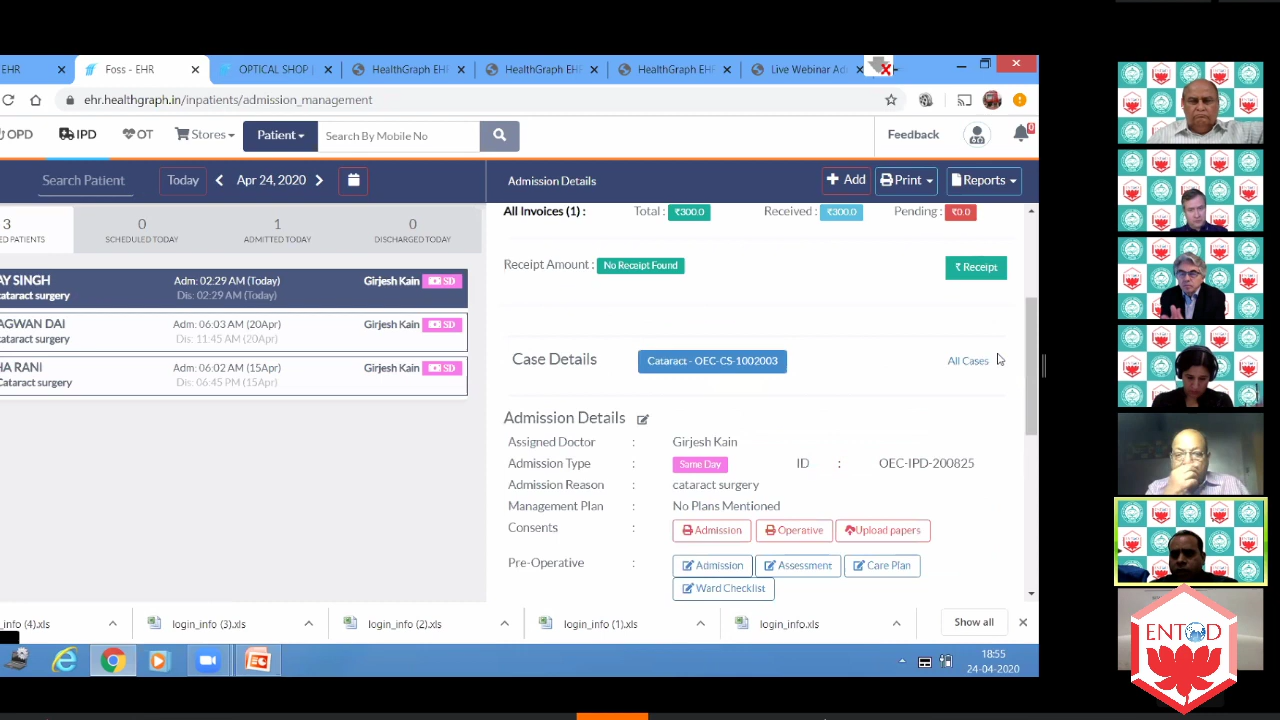 EHR
Foss - EHR
OPTICAL SHOP |
HealthGraph EHF
HealthGraph EHF
HealthGraph EHF
Live Webinar Ad
ehr.healthgraph.in/inpatients/admission_management
OPD
IPD
OT
Stores
Patient
Search By Mobile No
Feedback
0
Search Patient
Today
Apr 24, 2020
Admission Details
+ Add
Print
Reports
3
0
1
0
ED PATIENTS
SCHEDULED TODAY
ADMITTED TODAY
DISCHARGED TODAY
AY SINGH
Adm: 02:29 AM (Today)
Girjesh Kain
SD
cataract surgery
Dis: 02:29 AM (Today)
AGWAN DAI
Adm: 06:03 AM (20Apr)
Girjesh Kain
SD
cataract surgery
Dis: 11:45 AM (20Apr)
HA RANI
Adm: 06:02 AM (15Apr)
Girjesh Kain
SD
Cataract surgery
Dis: 06:45 PM (15Apr)
All Invoices (1) :
Total : ₹300.0
Received : ₹300.0
Pending : ₹0.0
Receipt Amount : No Receipt Found
₹ Receipt
Case Details
Cataract - OEC-CS-1002003
All Cases
Admission Details
Assigned Doctor : Girjesh Kain
Admission Type : Same Day
ID : OEC-IPD-200825
Admission Reason : cataract surgery
Management Plan : No Plans Mentioned
Consents : Admission Operative Upload papers
Pre-Operative : Admission Assessment Care Plan
Ward Checklist
_info (4).xls
login_info (3).xls
login_info (2).xls
login_info (1).xls
login_info.xls
Show all
18:55
24-04-2020
ENTOD